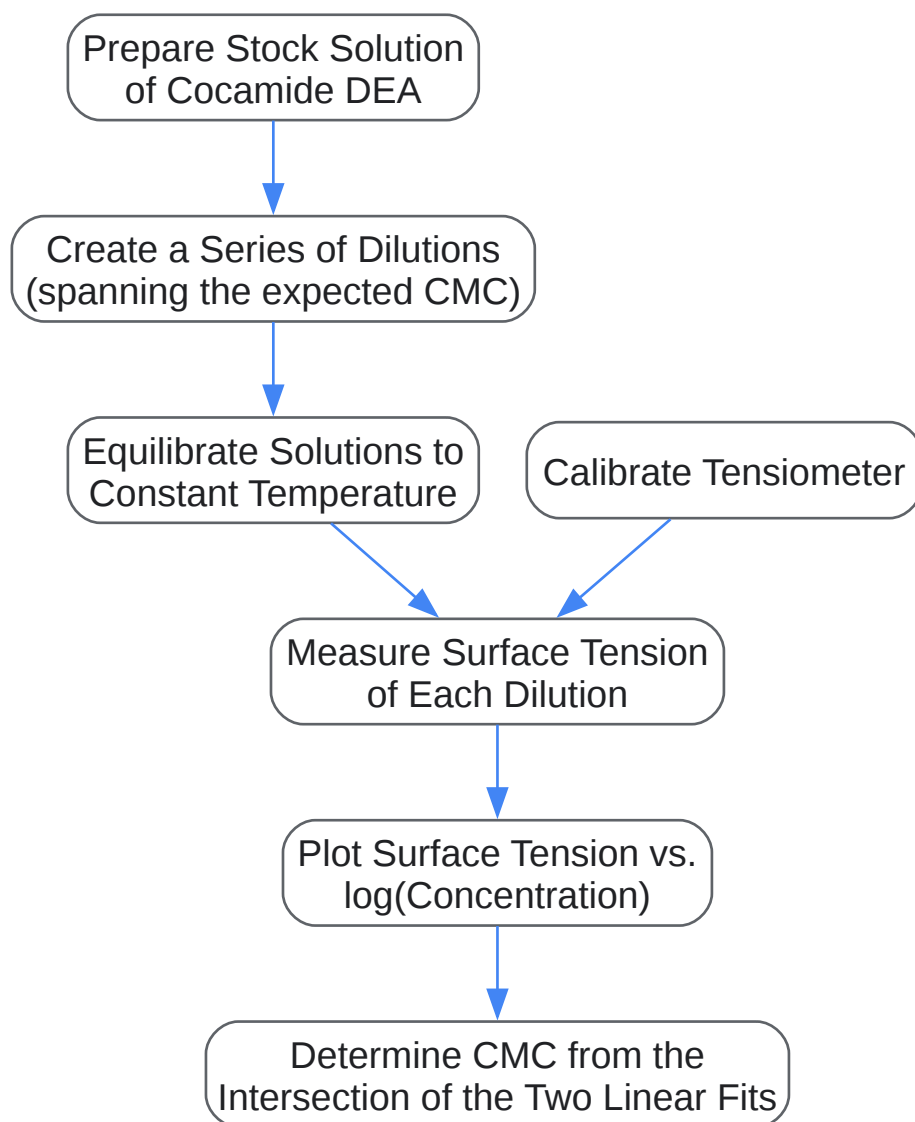 Prepare Stock Solution
of Cocamide DEA
Create a Series of Dilutions
(spanning the expected CMC)
Equilibrate Solutions to
Constant Temperature
Calibrate Tensiometer
Measure Surface Tension
of Each Dilution
Plot Surface Tension vs.
log(Concentration)
Determine CMC from the
Intersection of the Two Linear Fits